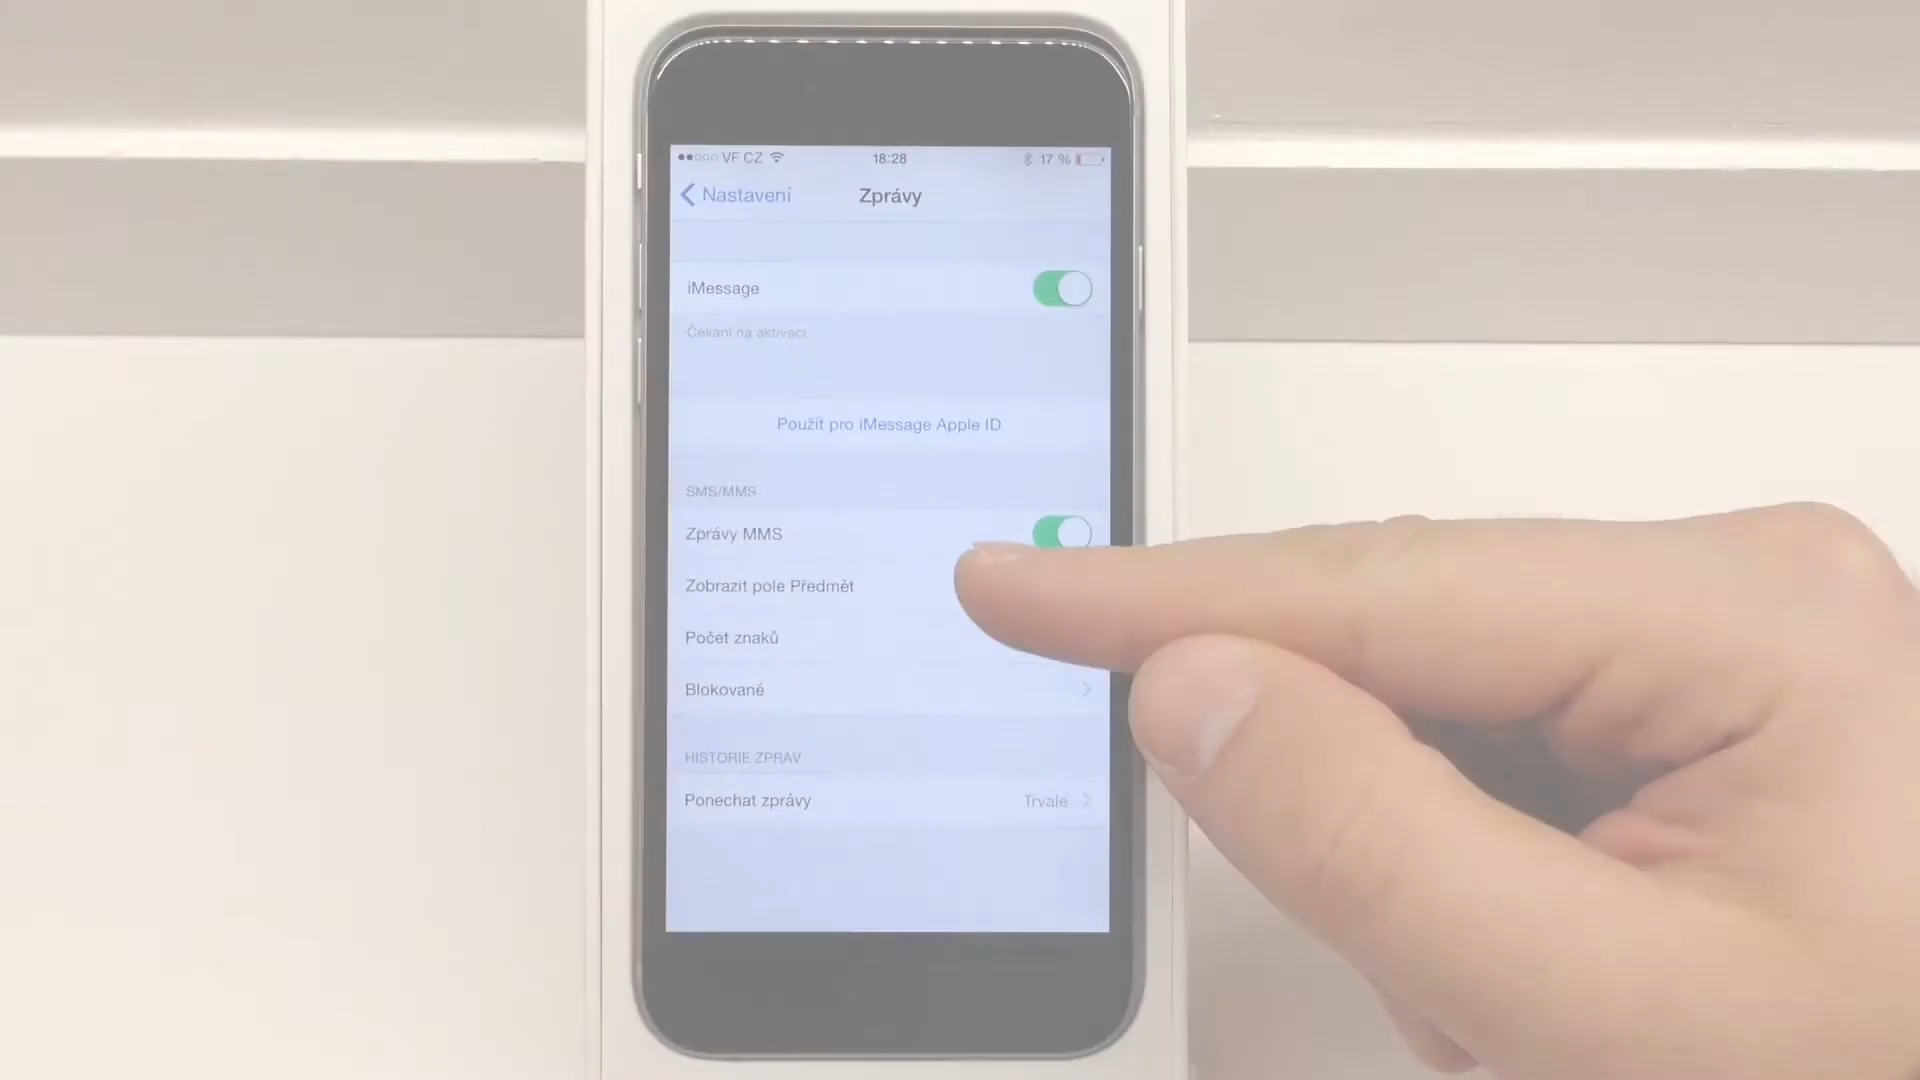 VF CZ 18:28 17 %
Nastavení Zprávy
iMessage
Čekání na aktivaci
Použít pro iMessage Apple ID
SMS/MMS
Zprávy MMS
Zobrazit pole Předmět
Počet znaků
Blokované
HISTORIE ZPRÁV
Ponechat zprávy Trvale